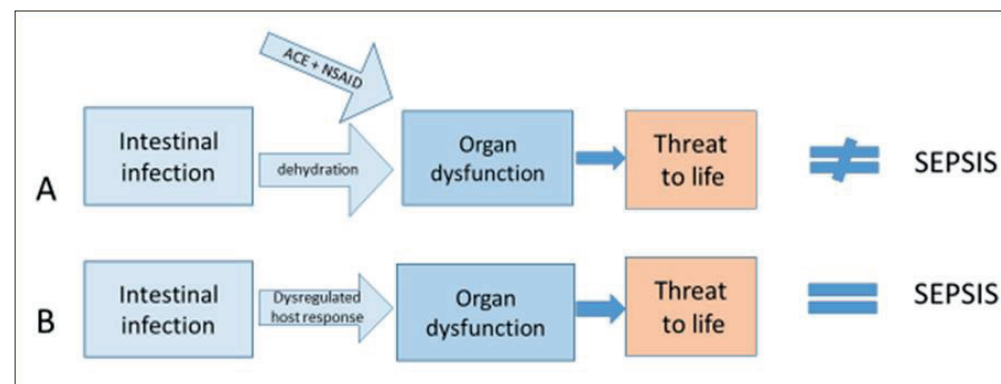 ACE + NSAID
A
Intestinal
infection
dehydration
Organ
dysfunction
Threat
to life
≠
SEPSIS
B
Intestinal
infection
Dysregulated
host response
Organ
dysfunction
Threat
to life
=
SEPSIS